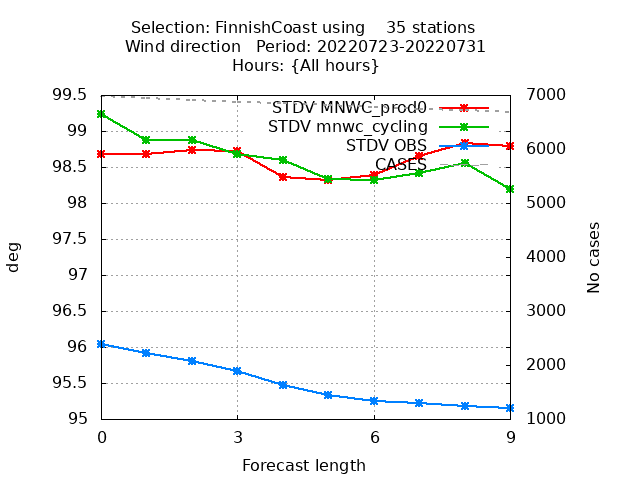 Selection: FinnishCoast using    35 stations
Wind direction   Period: 20220723-20220731
Hours: {All hours}
STDV MNWC_prod0
STDV mnwc_cycling
STDV OBS
CASES
99.5
99
98.5
98
97.5
97
96.5
96
95.5
95
7000
6000
5000
4000
3000
2000
1000
0
3
6
9
deg
No cases
Forecast length